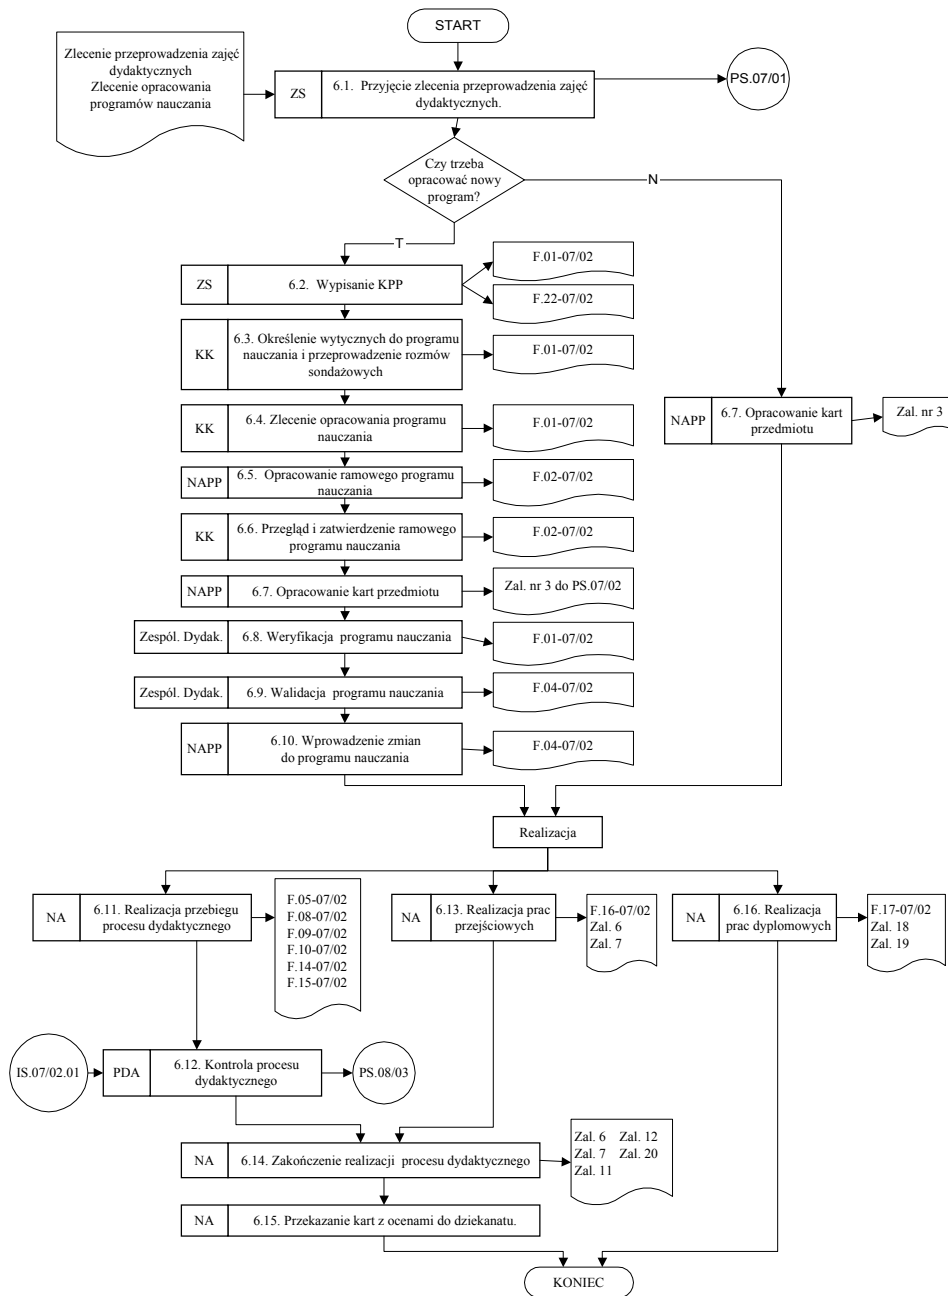 START
Zlecenie przeprowadzenia zajęć
dydaktycznych
Zlecenie opracowania
programów nauczania
ZS
6.1. Przyjęcie zlecenia przeprowadzenia zajęć
dydaktycznych.
PS.07/01
Czy trzeba
opracować nowy
program?
N
T
ZS
6.2. Wypisanie KPP
F.01-07/02
F.22-07/02
KK
6.3. Określenie wytycznych do programu
nauczania i przeprowadzenie rozmów
sondażowych
F.01-07/02
KK
6.4. Zlecenie opracowania programu
nauczania
F.01-07/02
NAPP
6.7. Opracowanie kart
przedmiotu
Zal. nr 3
NAPP
6.5. Opracowanie ramowego programu
nauczania
F.02-07/02
KK
6.6. Przegląd i zatwierdzenie ramowego
programu nauczania
F.02-07/02
NAPP
6.7. Opracowanie kart przedmiotu
Zal. nr 3 do PS.07/02
Zespól. Dydak.
6.8. Weryfikacja programu nauczania
F.01-07/02
Zespól. Dydak.
6.9. Walidacja programu nauczania
F.04-07/02
NAPP
6.10. Wprowadzenie zmian
do programu nauczania
F.04-07/02
Realizacja
NA
6.11. Realizacja przebiegu
procesu dydaktycznego
F.05-07/02
F.08-07/02
F.09-07/02
F.10-07/02
F.14-07/02
F.15-07/02
NA
6.13. Realizacja prac
przejściowych
F.16-07/02
Zal. 6
Zal. 7
NA
6.16. Realizacja
prac dyplomowych
F.17-07/02
Zal. 18
Zal. 19
IS.07/02.01
PDA
6.12. Kontrola procesu
dydaktycznego
PS.08/03
NA
6.14. Zakończenie realizacji procesu dydaktycznego
Zal. 6 Zal. 12
Zal. 7 Zal. 20
Zal. 11
NA
6.15. Przekazanie kart z ocenami do dziekanatu.
KONIEC